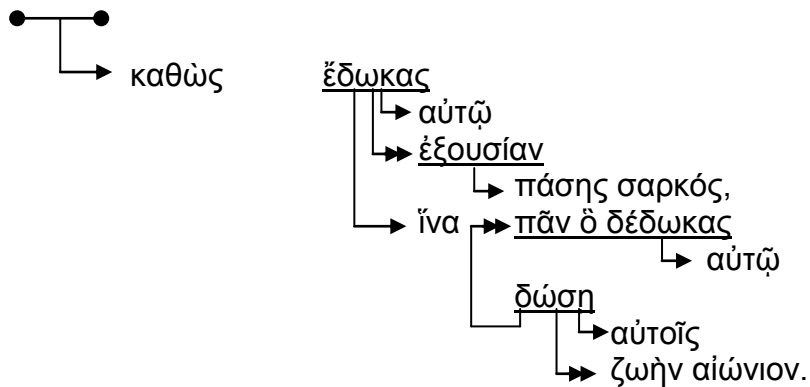 καθὼς ἔδωκας
αὐτῷ
ἐξουσίαν
πάσης σαρκός,
ἵνα πᾶν ὃ δέδωκας
αὐτῷ
δώσῃ
αὐτοῖς
ζωὴν αἰώνιον.